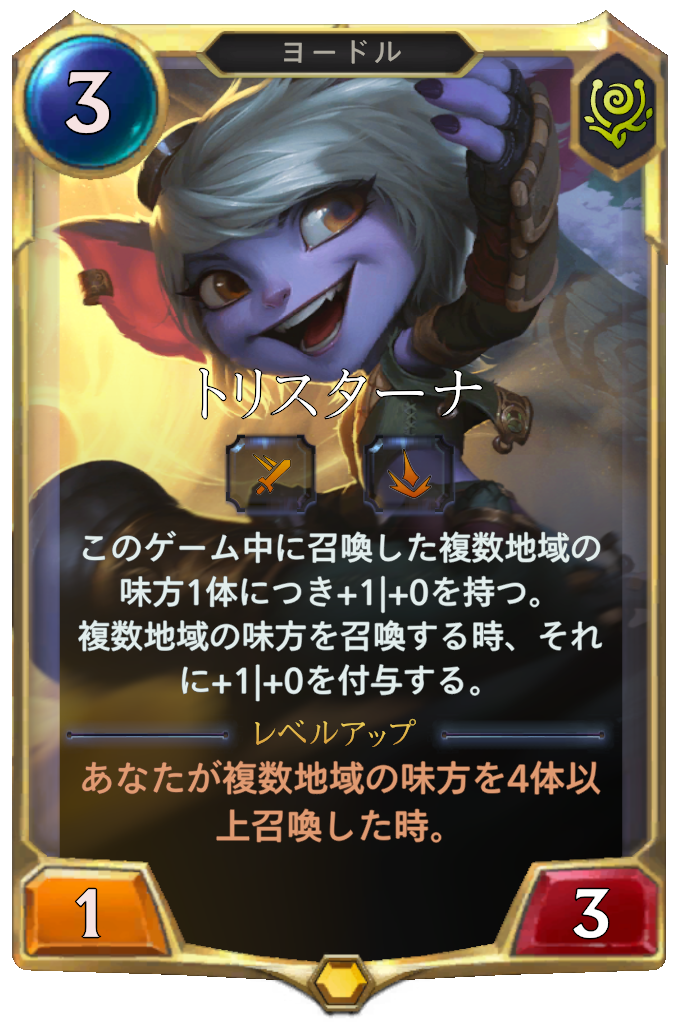 ヨードル
3
トリスターナ
このゲーム中に召喚した複数地域の
味方1体につき+1|+0を持つ。
複数地域の味方を召喚する時、それ
に+1|+0を付与する。
レベルアップ
あなたが複数地域の味方を4体以
上召喚した時。
1
3